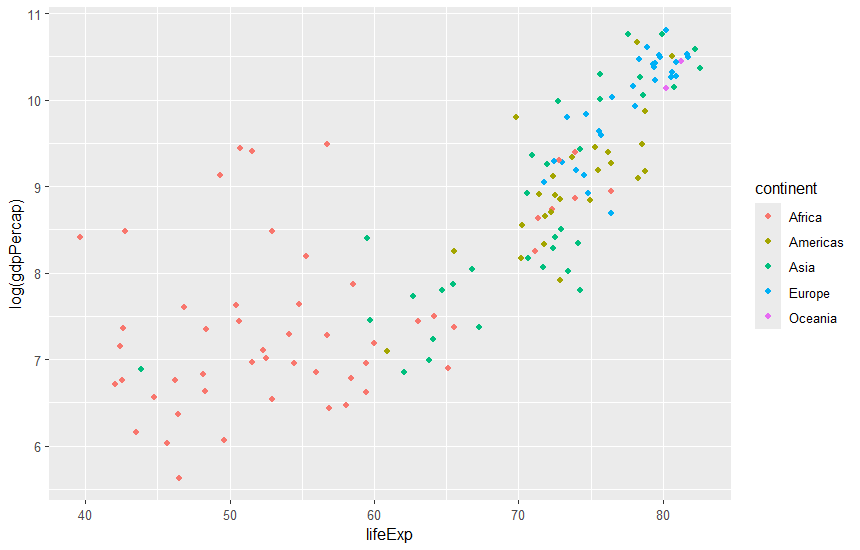 11
10
9
8
7
6
log(gdpPercap)
40 50 60 70 80
lifeExp
continent
Africa
Americas
Asia
Europe
Oceania